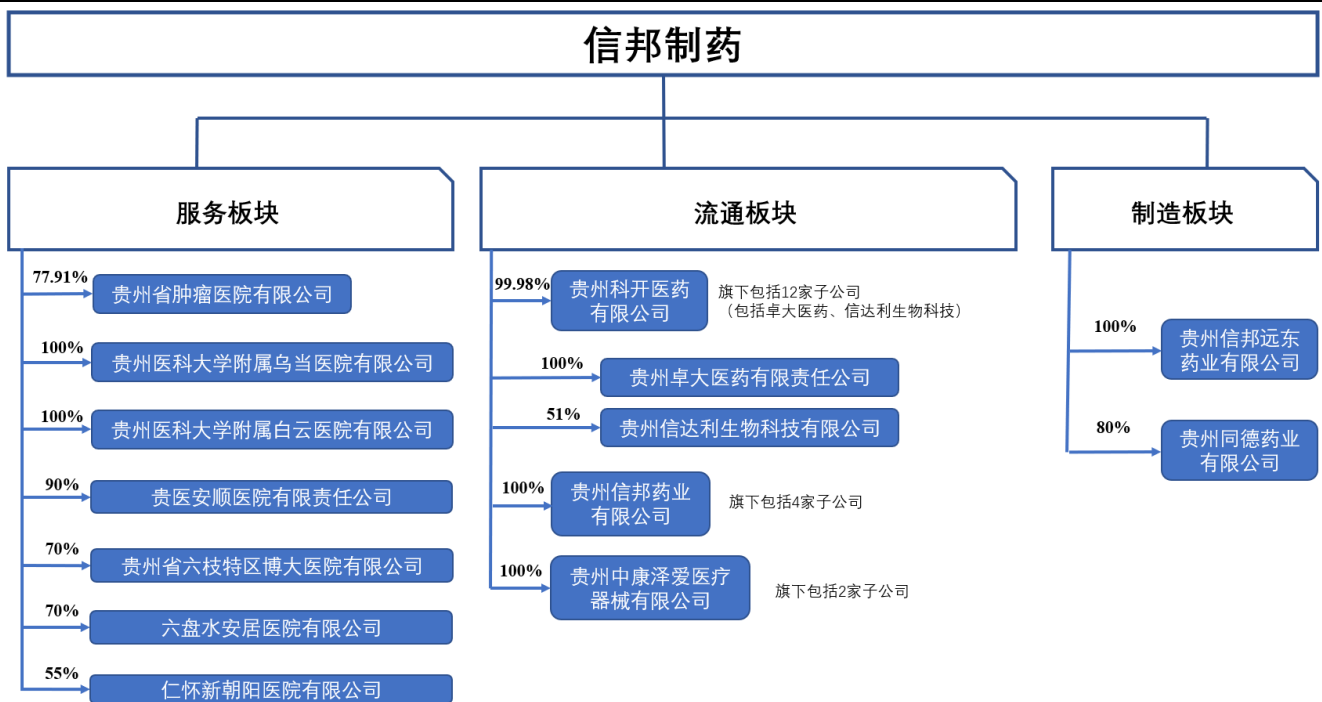 信邦制药
服务板块
77.91%
贵州省肿瘤医院有限公司
100%
贵州医科大学附属乌当医院有限公司
100%
贵州医科大学附属白云医院有限公司
90%
贵医安顺医院有限责任公司
70%
贵州省六枝特区博大医院有限公司
70%
六盘水安居医院有限公司
55%
仁怀新朝阳医院有限公司
流通板块
99.98%
贵州科开医药
有限公司
旗下包括12家子公司
（包括卓大医药、信达利生物科技）
100%
贵州卓大医药有限责任公司
51%
贵州信达利生物科技有限公司
100%
贵州信邦药业
有限公司
旗下包括4家子公司
100%
贵州中康泽爱医疗
器械有限公司
旗下包括2家子公司
制造板块
100%
贵州信邦远东
药业有限公司
80%
贵州同德药业
有限公司